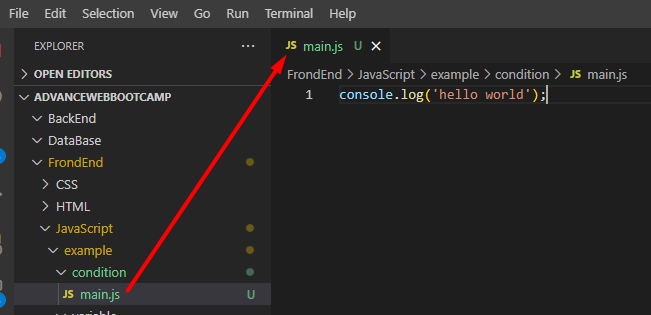 File Edit Selection View Go Run Terminal Help
EXPLORER ...
OPEN EDITORS
ADVANCEWEBBOOTCAMP
BackEnd
DataBase
FrondEnd
CSS
HTML
JavaScript
example
condition
JS main.js U
variable
JS main.js U ×
FrondEnd > JavaScript > example > condition > JS main.js
1 console.log('hello world');